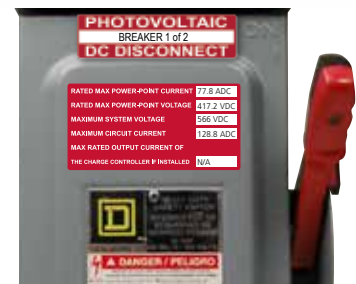 PHOTOVOLTAIC
BREAKER 1 of 2
DC DISCONNECT
ON
RATED MAX POWER-POINT CURRENT 77.8 ADC
RATED MAX POWER-POINT VOLTAGE 417.2 VDC
MAXIMUM SYSTEM VOLTAGE 566 VDC
MAXIMUM CIRCUIT CURRENT 128.8 ADC
MAX RATED OUTPUT CURRENT OF
THE CHARGE CONTROLLER IF INSTALLED N/A
D
DANGER / PELIGRO